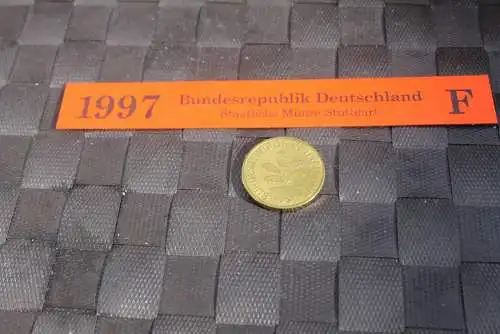 1997 Bundesrepublik Deutschland F
Staatliche Münze Stuttgart